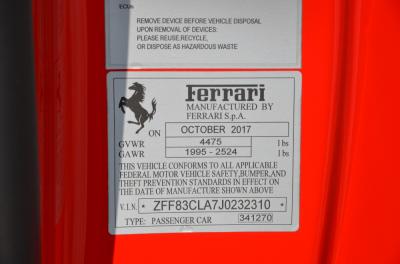 ECUs
REMOVE DEVICE BEFORE VEHICLE DISPOSAL
UPON REMOVAL OF DEVICES:
PLEASE REUSE/RECYCLE,
OR DISPOSE AS HAZARDOUS WASTE
Ferrari
MANUFACTURED BY
FERRARI S.p.A.
ON OCTOBER 2017
GVWR 4475 lbs
GAWR 1995 - 2524 lbs
THIS VEHICLE CONFORMS TO ALL APPLICABLE
FEDERAL MOTOR VEHICLE SAFETY, BUMPER, AND
THEFT PREVENTION STANDARDS IN EFFECT ON
THE DATE OF MANUFACTURE SHOWN ABOVE
V.I.N. * ZFF83CLA7J0232310 *
TYPE: PASSENGER CAR 341270